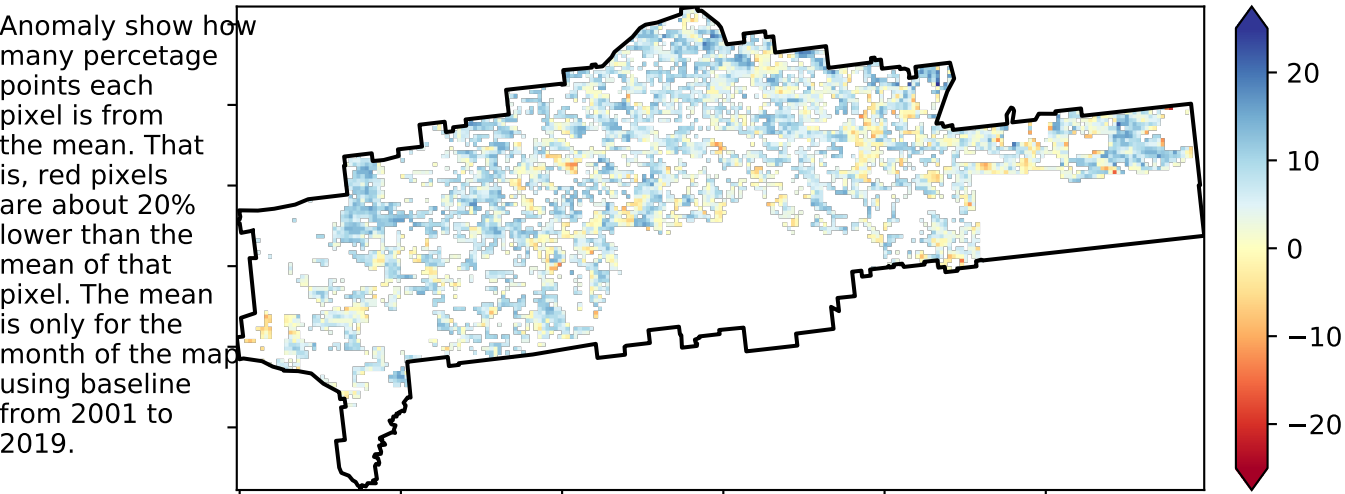 Anomaly show how
many percetage
points each
pixel is from
the mean. That
is, red pixels
are about 20%
lower than the
mean of that
pixel. The mean
is only for the
month of the map
using baseline
from 2001 to
2019.
20
10
0
−10
−20